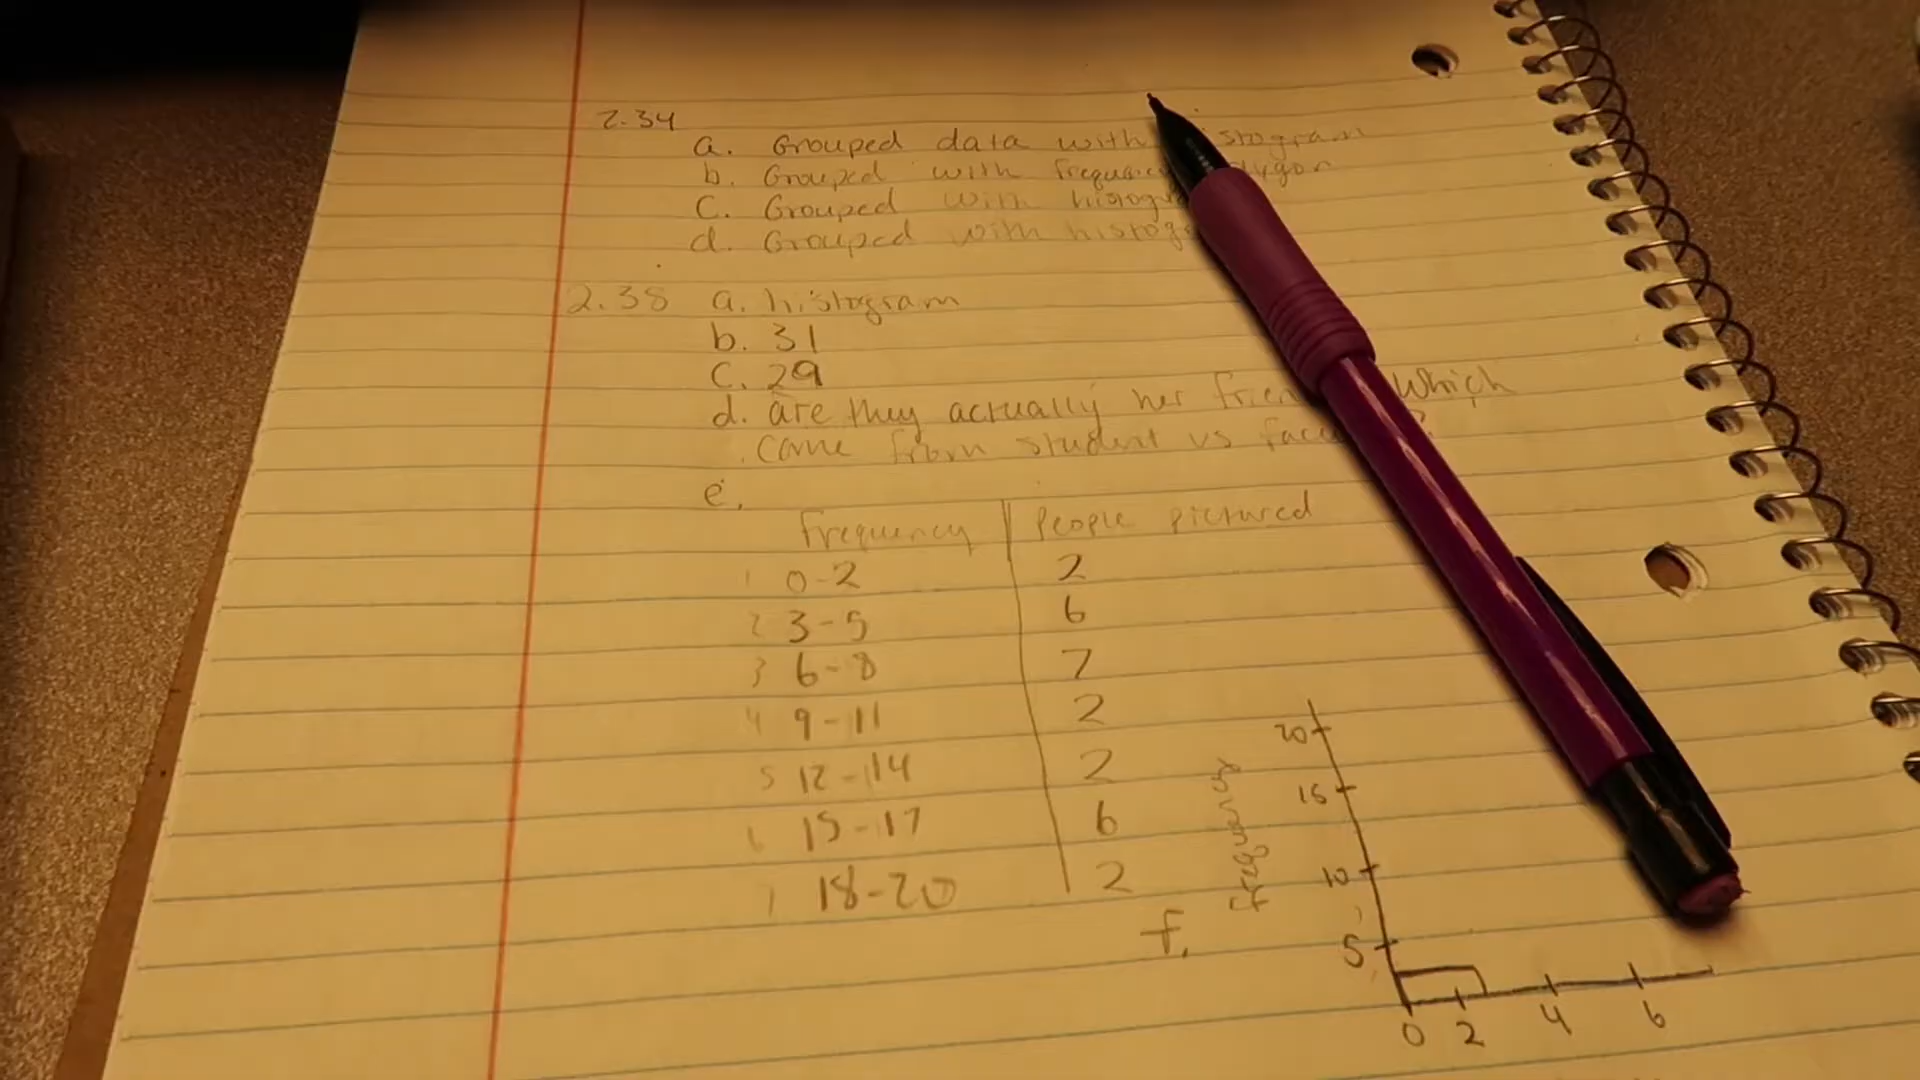 2.34
a. Grouped data with
b. Grouped with
c. Grouped with
d. Grouped with
2.38 a. histogram
b. 31
c. 29
d. are they actually her which
came from student vs
e.
Frequency People pictured
1 0-2 2
2 3-5 6
3 6-8 7
4 9-11 2
5 12-14 2
6 15-17 6
7 18-20 2
f.
Frequency
20
15
10
5
0 2 4 6